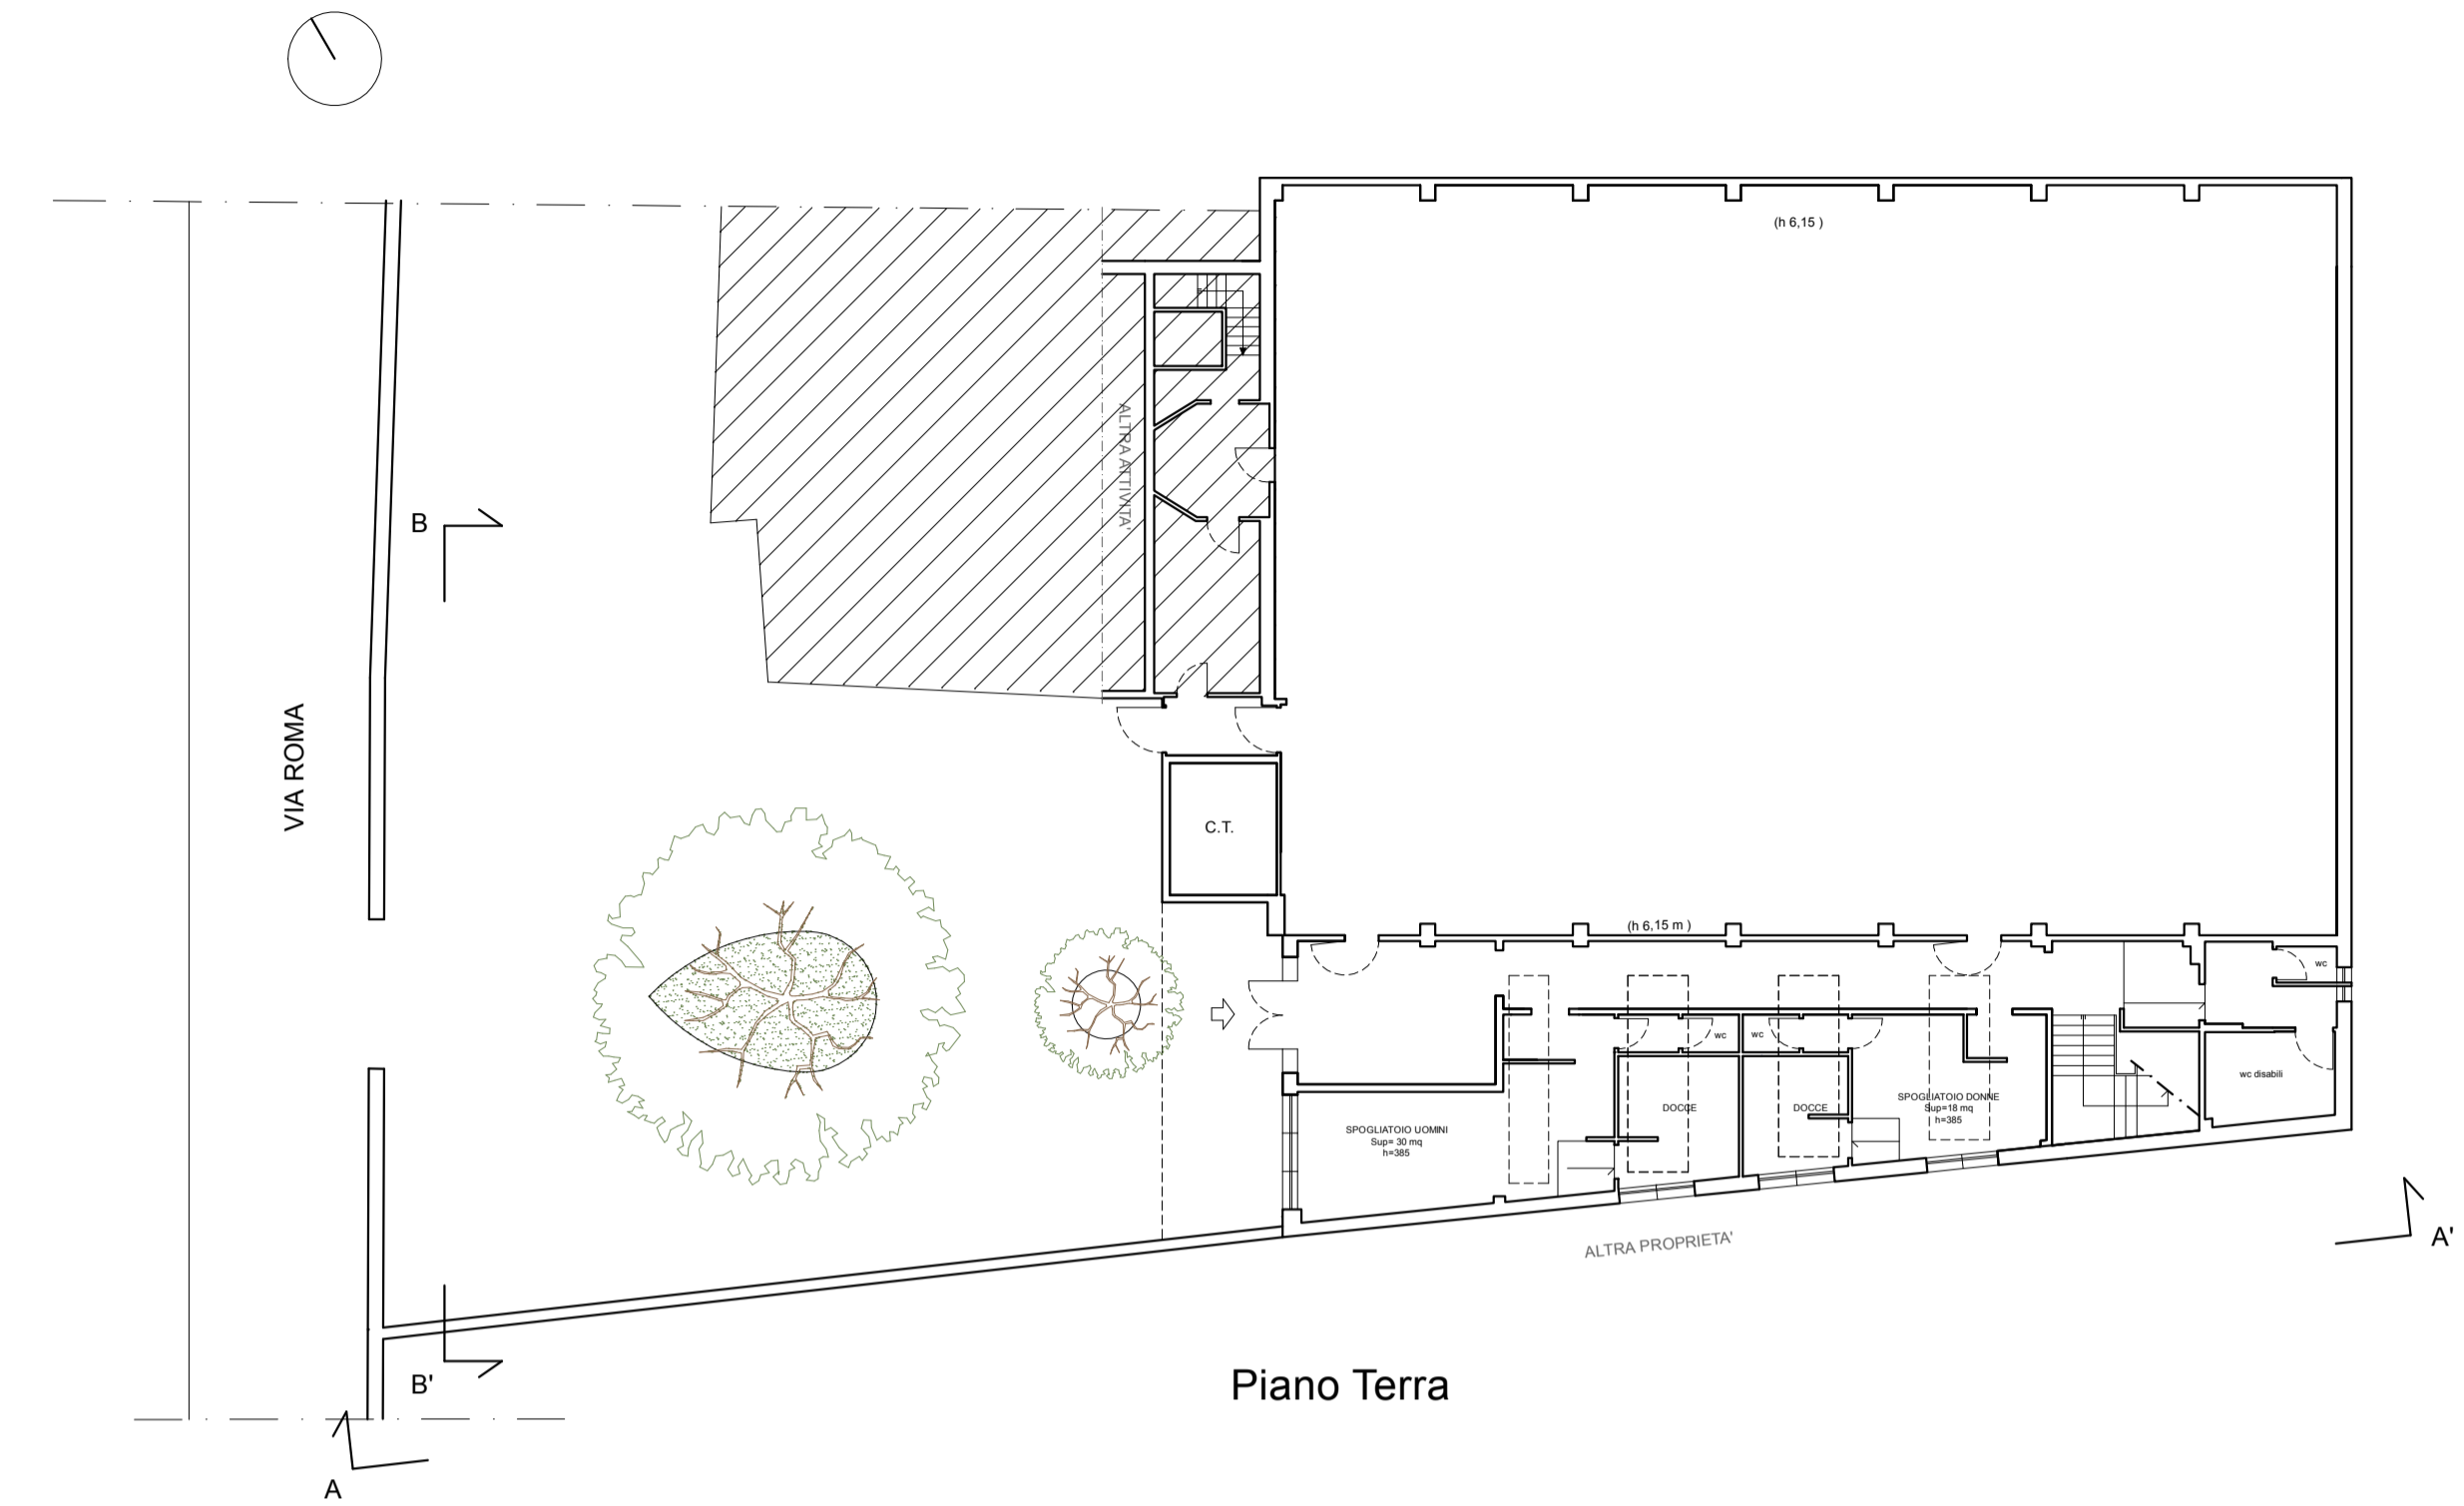 (h 6,15 )
ALTRA ATTIVITA'
B
VIA ROMA
C.T.
(h 6,15 m )
wc
wc
wc
wc disabili
DOCCE
DOCCE
SPOGLIATOIO DONNE
Sup=18 mq
h=385
SPOGLIATOIO UOMINI
Sup= 30 mq
h=385
ALTRA PROPRIETA'
A'
B'
Piano Terra
A